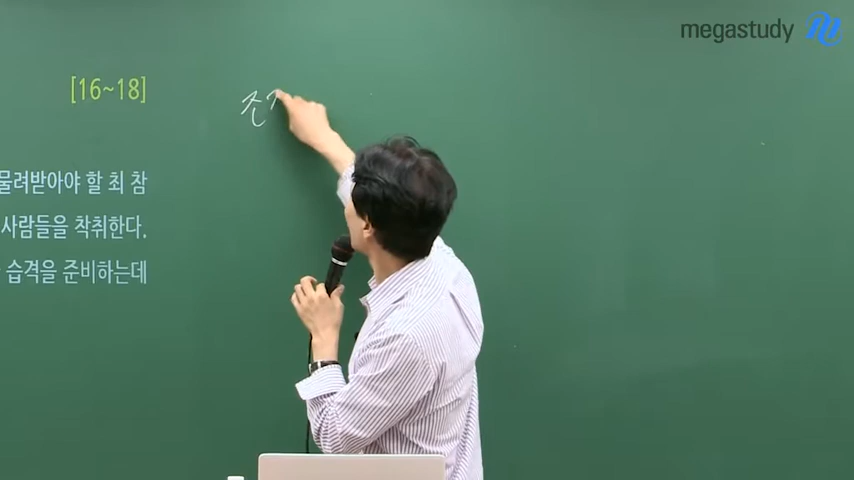 megastudy
[16~18]
물려받아야 할 최 참
사람들을 착취한다.
습격을 준비하는데